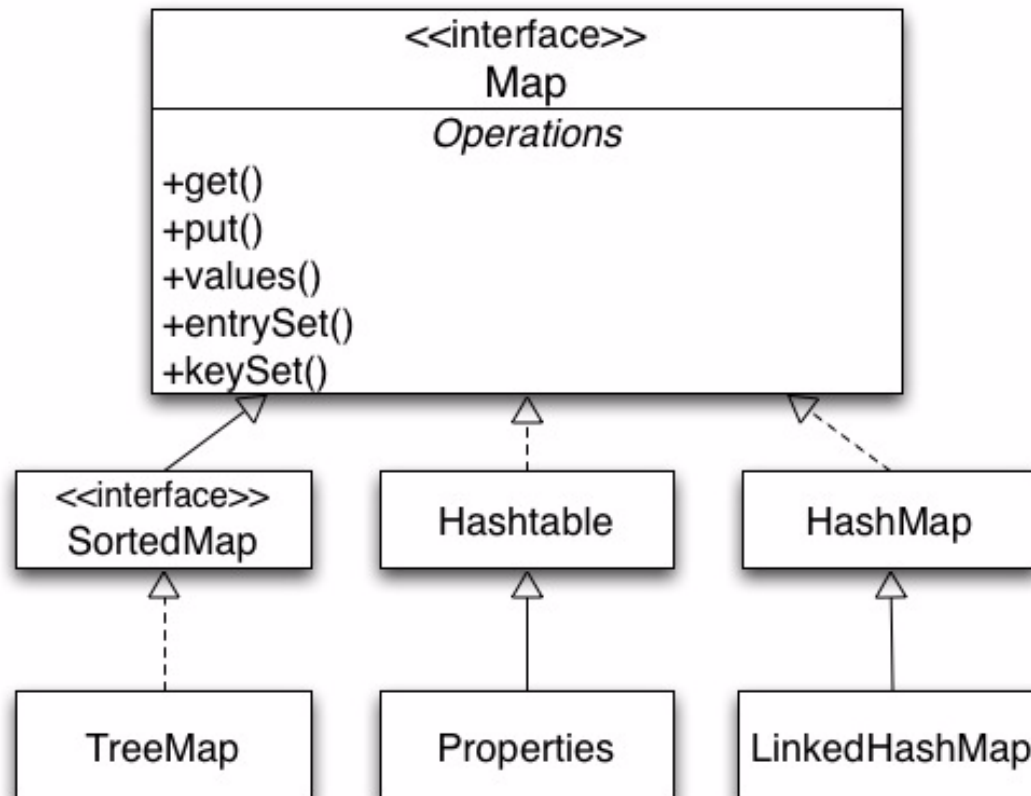 <<interface>>
Map
Operations
+get()
+put()
+values()
+entrySet()
+keySet()
<<interface>>
SortedMap
Hashtable
HashMap
TreeMap
Properties
LinkedHashMap